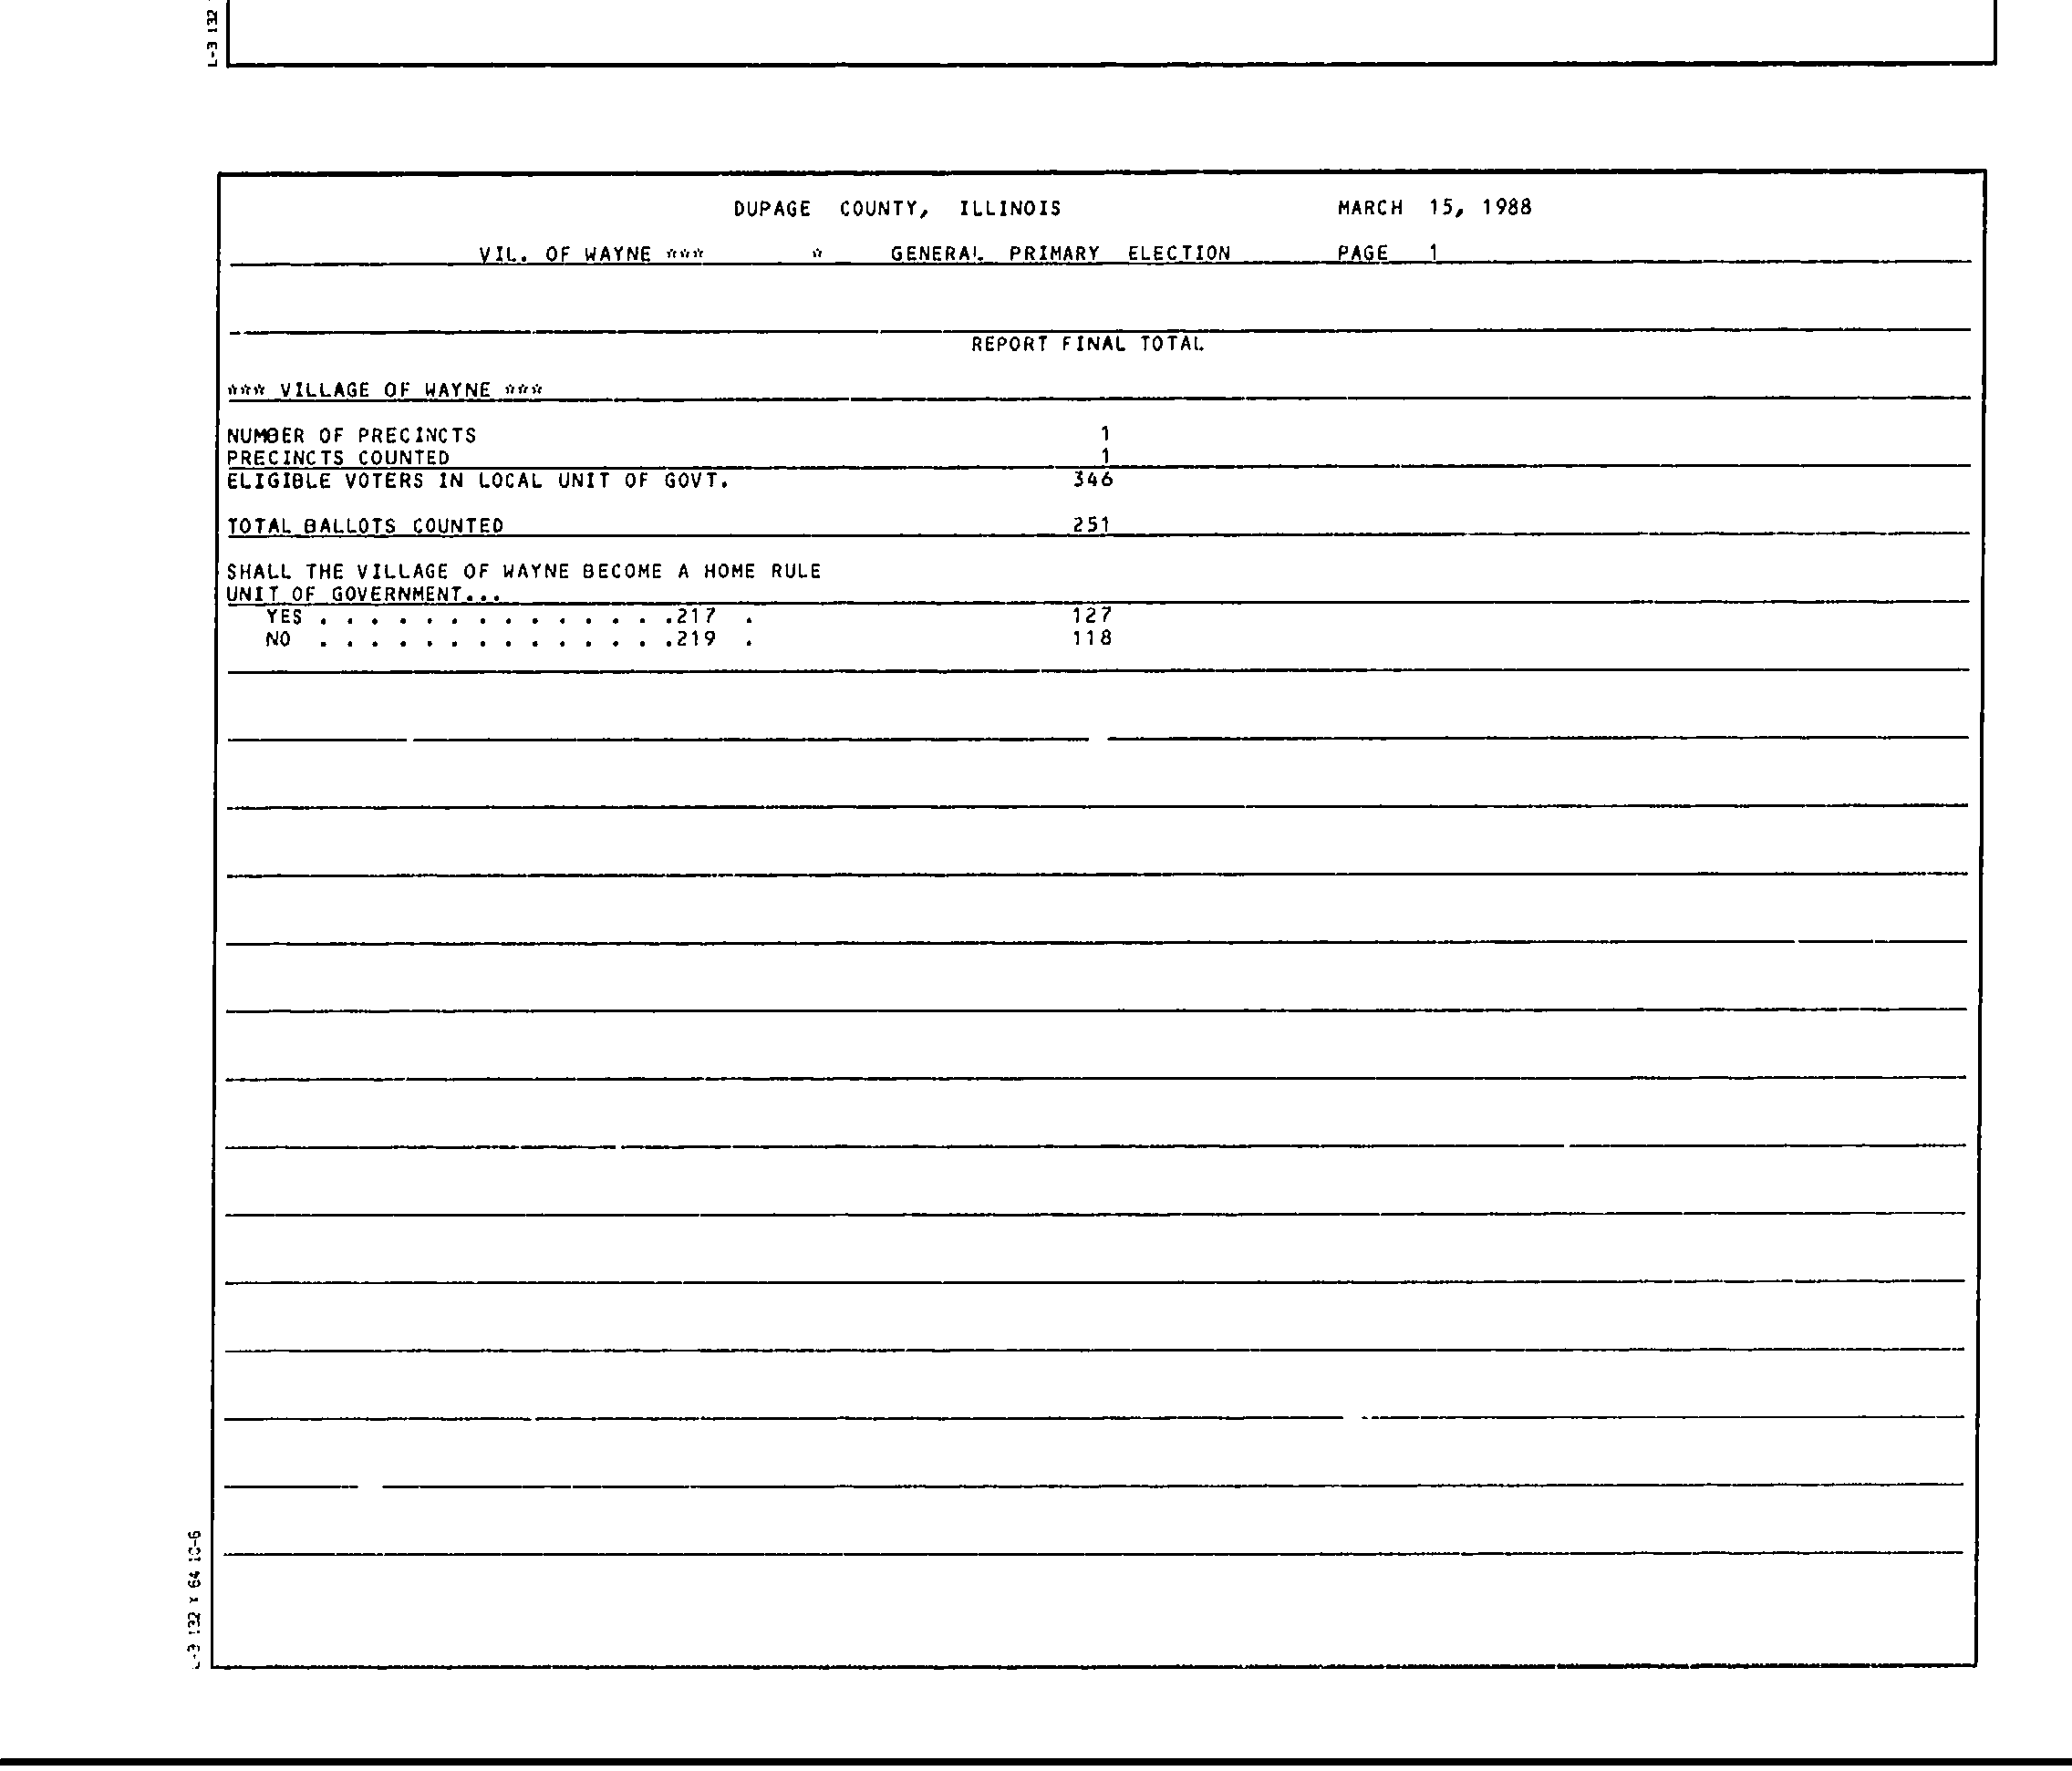 L-3 132
DUPAGE COUNTY, ILLINOIS MARCH 15, 1988
VIL. OF WAYNE *** * GENERAL PRIMARY ELECTION PAGE 1
REPORT FINAL TOTAL
*** VILLAGE OF WAYNE ***
NUMBER OF PRECINCTS 1
PRECINCTS COUNTED 1
ELIGIBLE VOTERS IN LOCAL UNIT OF GOVT. 346
TOTAL BALLOTS COUNTED 251
SHALL THE VILLAGE OF WAYNE BECOME A HOME RULE
UNIT OF GOVERNMENT...
YES . . . . . . . . . . . . . .217 . 127
NO . . . . . . . . . . . . . .219 . 118
L-3 132 X 64 10-6